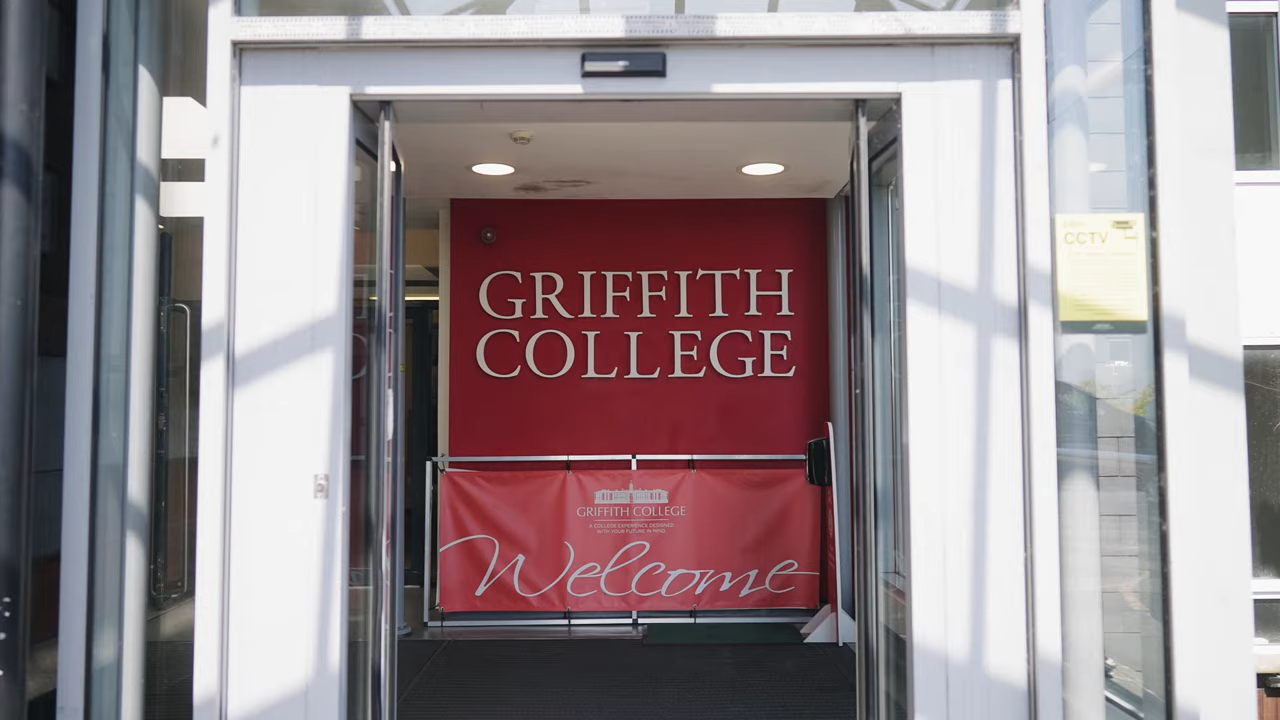 GRIFFITH
COLLEGE
GRIFFITH COLLEGE
A COLLEGE EXPERIENCE DESIGNED
WITH YOUR FUTURE IN MIND.
Welcome
CCTV